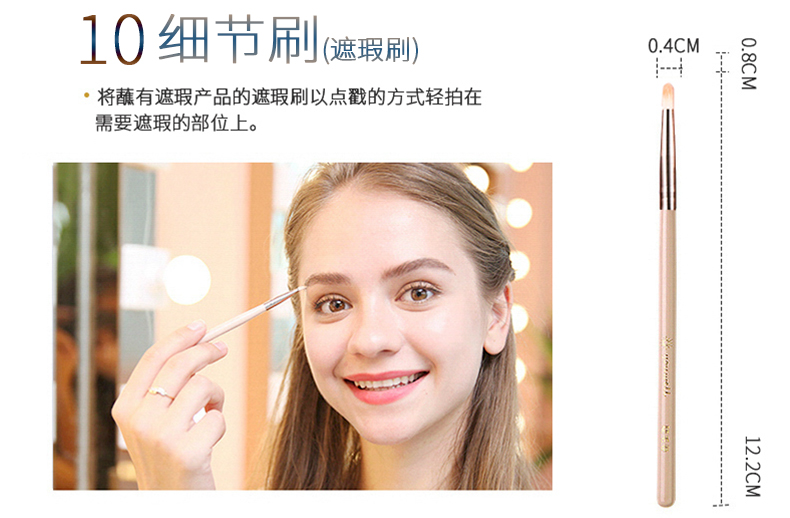 10 细节刷(遮瑕刷)
• 将蘸有遮瑕产品的遮瑕刷以点戳的方式轻拍在
需要遮瑕的部位上。
0.4CM
0.8CM
12.2CM